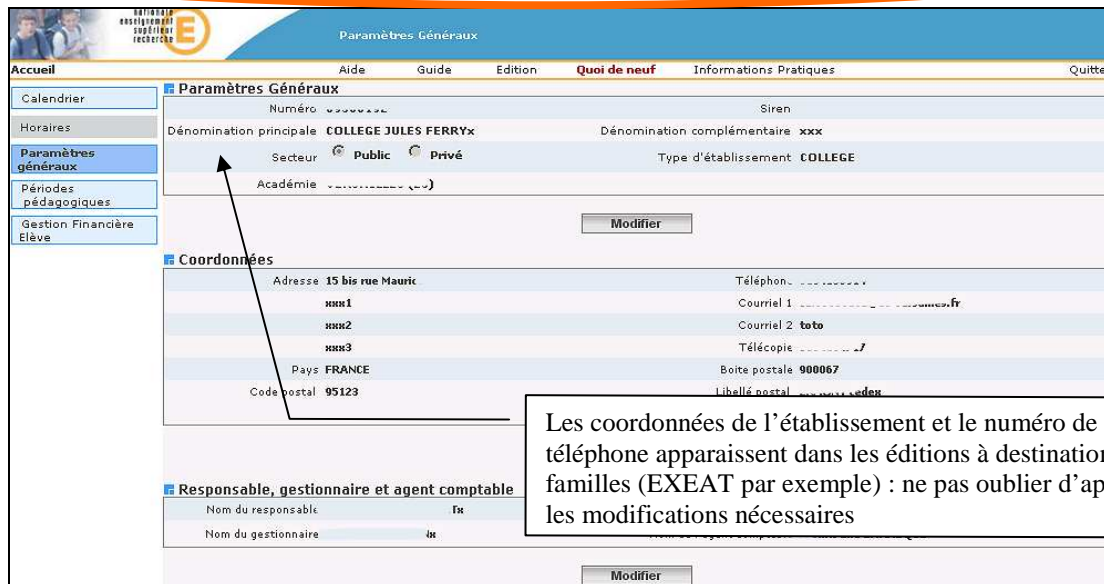 nationale
enseignement
supérieur
recherche
E
Paramètres Généraux
Accueil Aide Guide Edition Quoi de neuf Informations Pratiques Quitte
Calendrier
Horaires
Paramètres
généraux
Périodes
pédagogiques
Gestion Financière
Elève
Paramètres Généraux
Numéro Siren
Dénomination principale COLLEGE JULES FERRYx Dénomination complémentaire xxx
Secteur Public Privé Type d'établissement COLLEGE
Académie
Modifier
Coordonnées
Adresse 15 bis rue Mauric Téléphon
xxx1 Courriel 1 .fr
xxx2 Courriel 2 toto
xxx3 Télécopie
Pays FRANCE Boite postale 900067
Code postal 95123 Libellé postal
Les coordonnées de l'établissement et le numéro de
téléphone apparaissent dans les éditions à destination
familles (EXEAT par exemple) : ne pas oublier d'ap
les modifications nécessaires
Responsable, gestionnaire et agent comptable
Nom du responsable
Nom du gestionnaire
Modifier